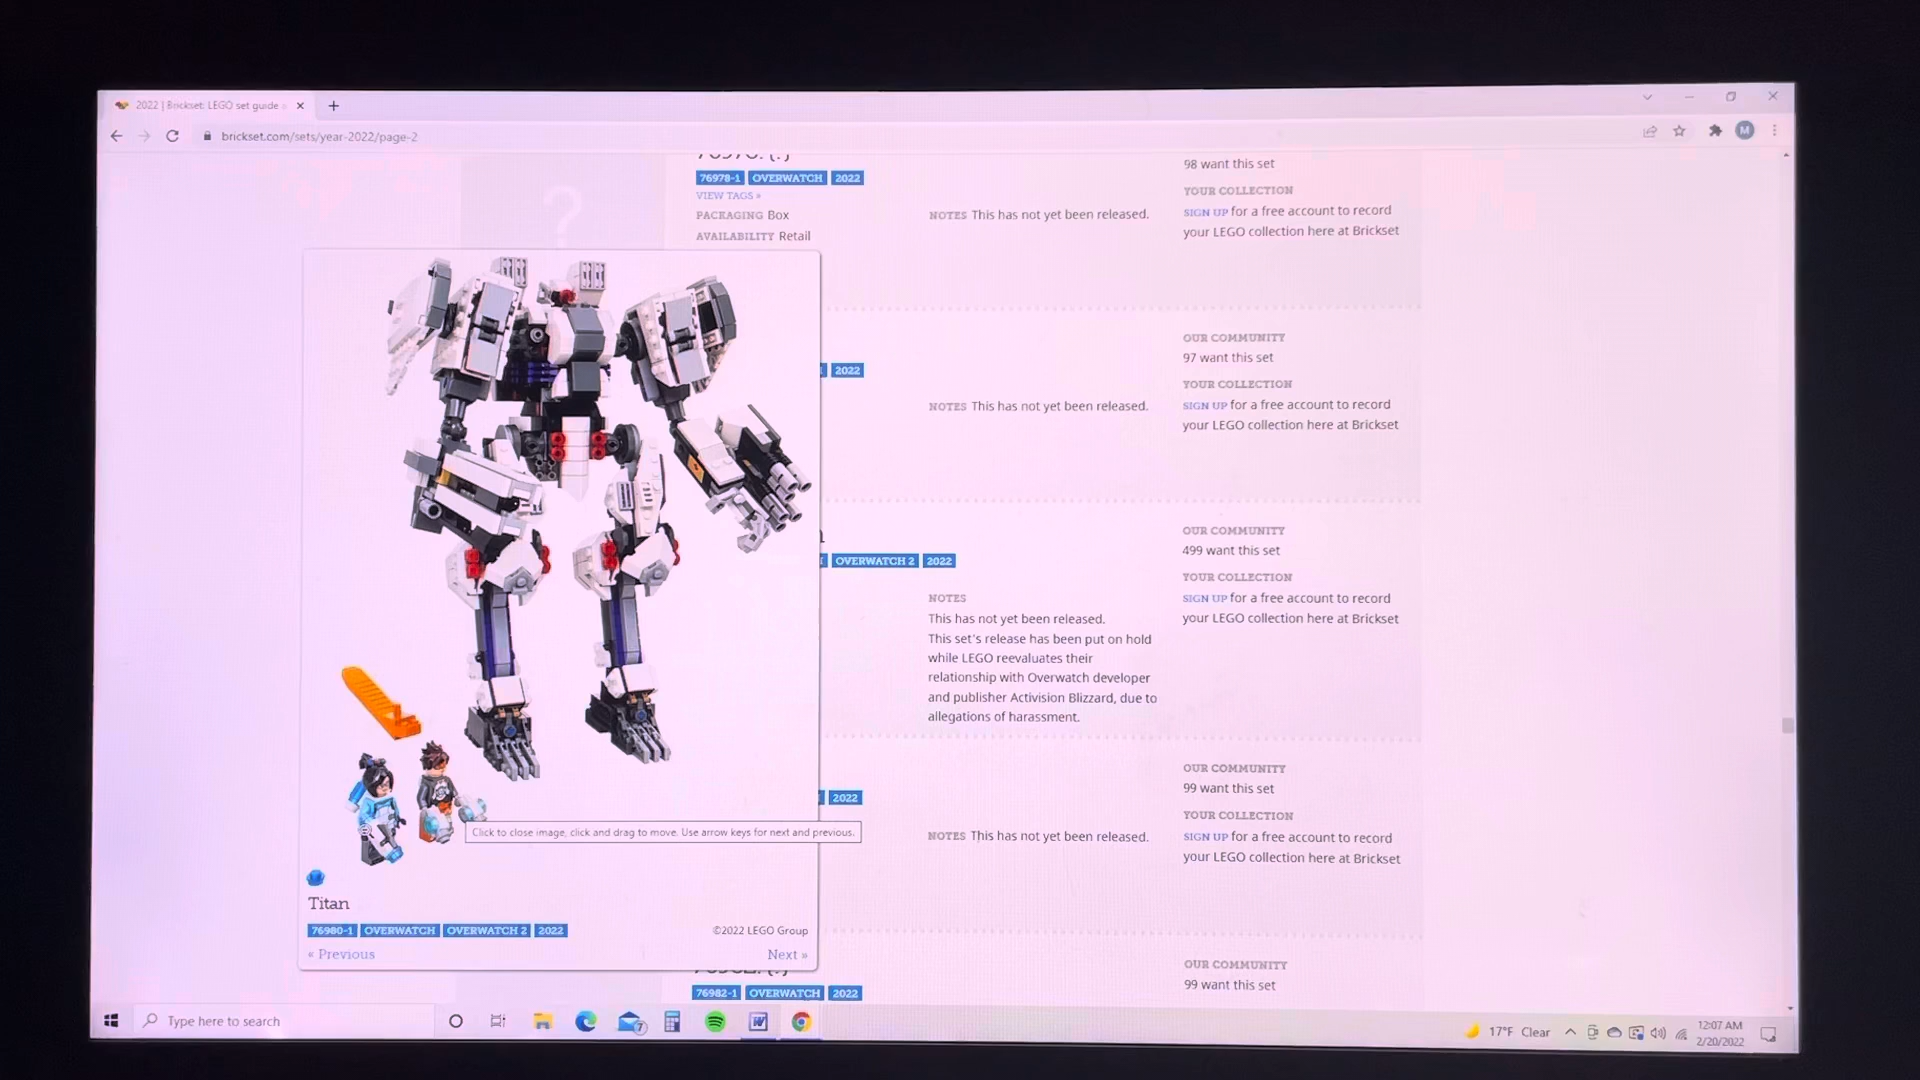 2022 | Brickset: LEGO set guide
brickset.com/sets/year-2022/page-2
M
98 want this set
76978-1 OVERWATCH 2022
VIEW TAGS »
YOUR COLLECTION
PACKAGING Box
NOTES This has not yet been released.
SIGN UP for a free account to record
your LEGO collection here at Brickset
AVAILABILITY Retail
OUR COMMUNITY
97 want this set
2022
YOUR COLLECTION
NOTES This has not yet been released.
SIGN UP for a free account to record
your LEGO collection here at Brickset
OUR COMMUNITY
499 want this set
OVERWATCH 2 2022
YOUR COLLECTION
SIGN UP for a free account to record
your LEGO collection here at Brickset
NOTES
This has not yet been released.
This set's release has been put on hold
while LEGO reevaluates their
relationship with Overwatch developer
and publisher Activision Blizzard, due to
allegations of harassment.
OUR COMMUNITY
99 want this set
2022
YOUR COLLECTION
NOTES This has not yet been released.
SIGN UP for a free account to record
your LEGO collection here at Brickset
Click to close image, click and drag to move. Use arrow keys for next and previous.
Titan
76980-1 OVERWATCH OVERWATCH 2 2022
©2022 LEGO Group
« Previous
Next »
OUR COMMUNITY
99 want this set
76982-1 OVERWATCH 2022
Type here to search
7
17°F Clear
12:07 AM
2/20/2022